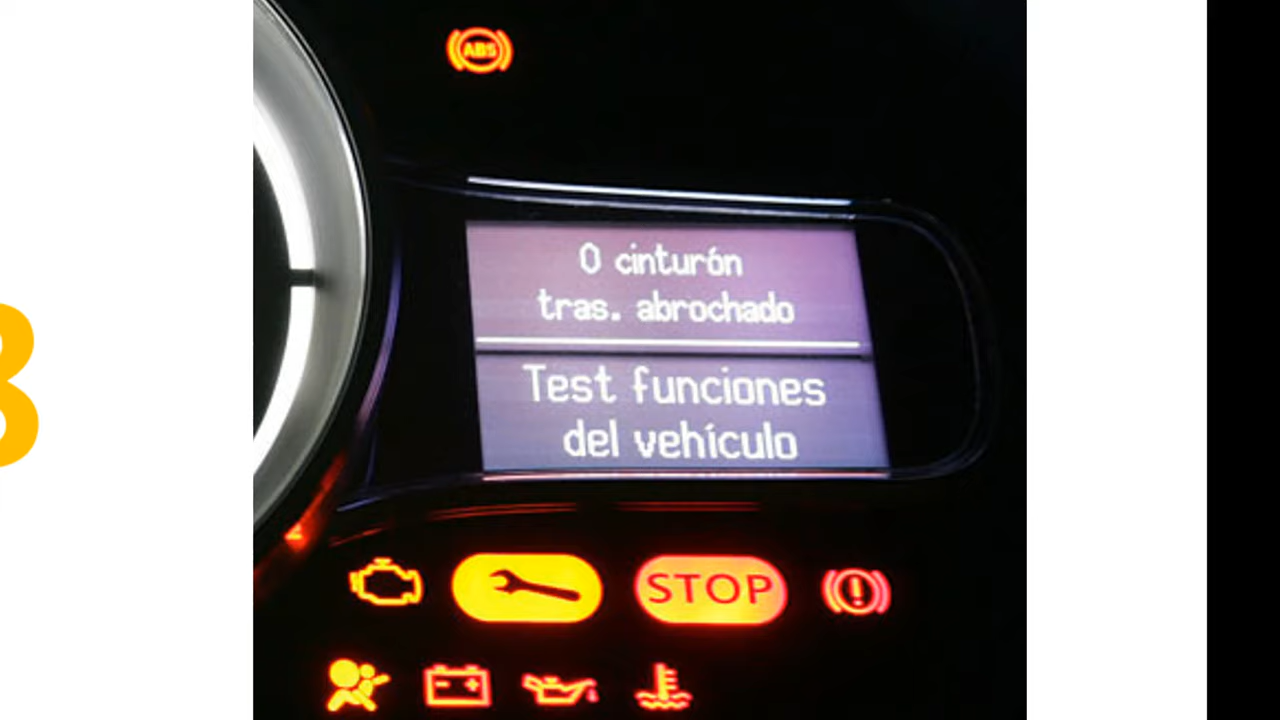 ABS
0 cinturón
tras. abrochado
Test funciones
del vehículo
STOP